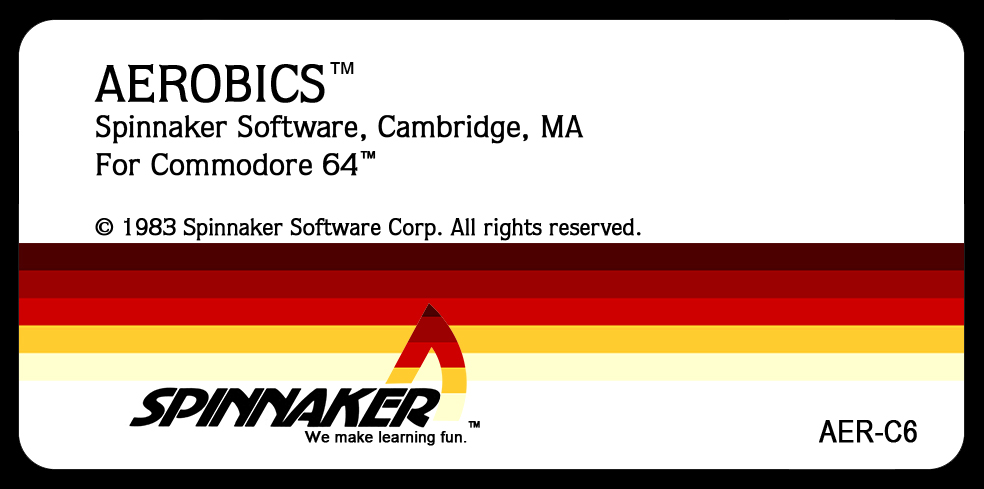 AEROBICS™
Spinnaker Software, Cambridge, MA
For Commodore 64™
© 1983 Spinnaker Software Corp. All rights reserved.
SPINNAKER™
We make learning fun.
AER-C6